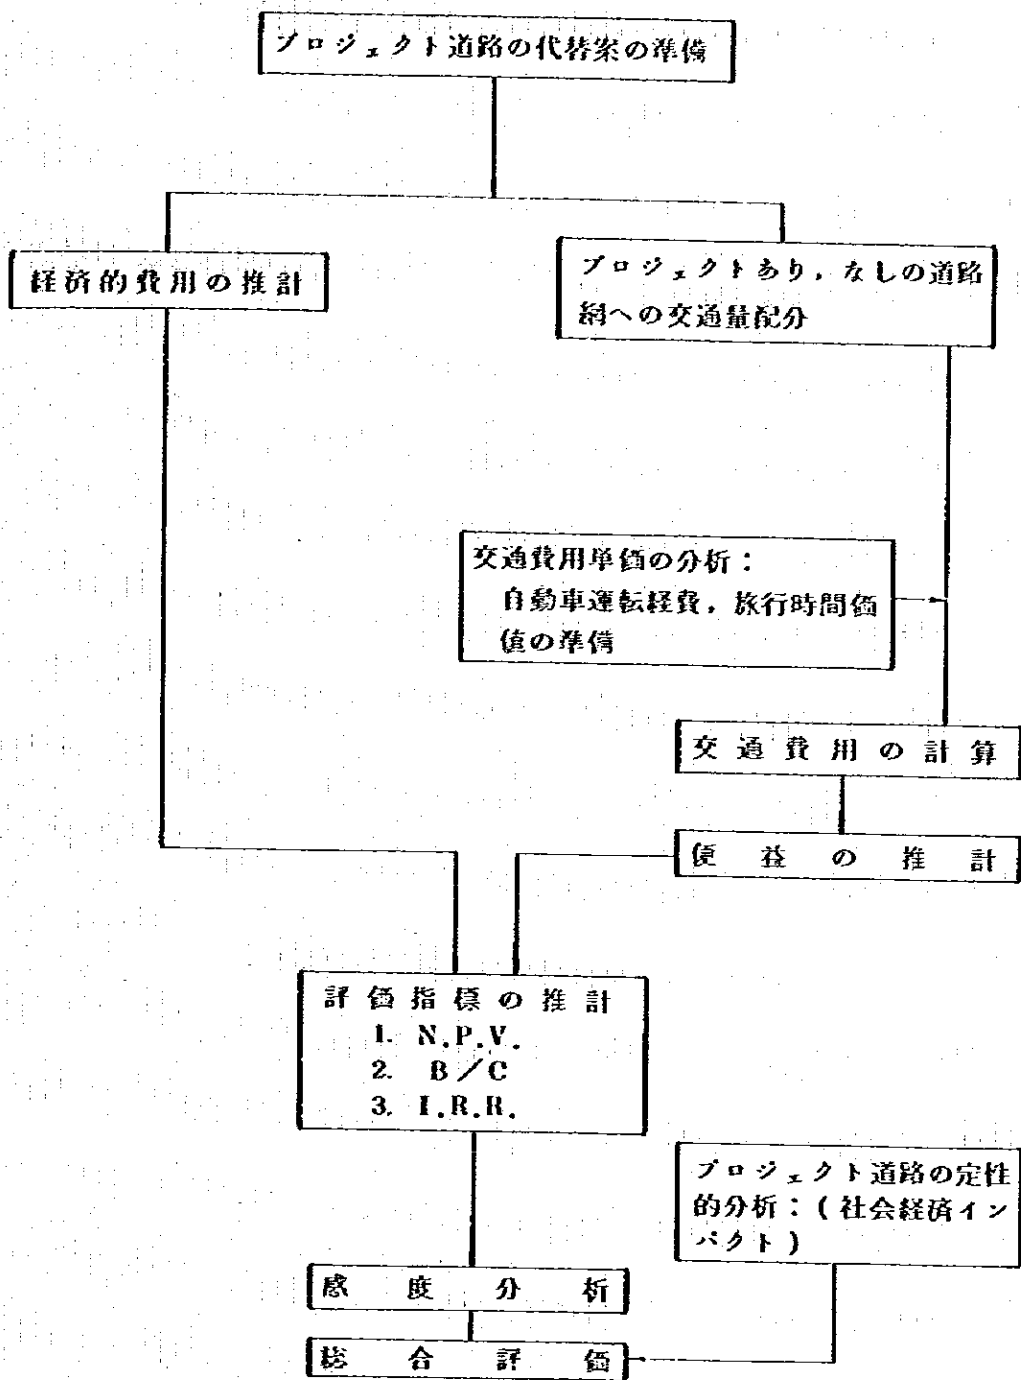 プロジェクト道路の代替案の準備
経済的費用の推計
プロジェクトあり，なしの道路
網への交通量配分
交通費用単価の分析：
自動車運転経費，旅行時間価
値の準備
交通費用の計算
便益の推計
評価指標の推計
1. N.P.V.
2. B／C
3. I.R.R.
プロジェクト道路の定性
的分析：(社会経済イン
パクト)
感度分析
総合評価